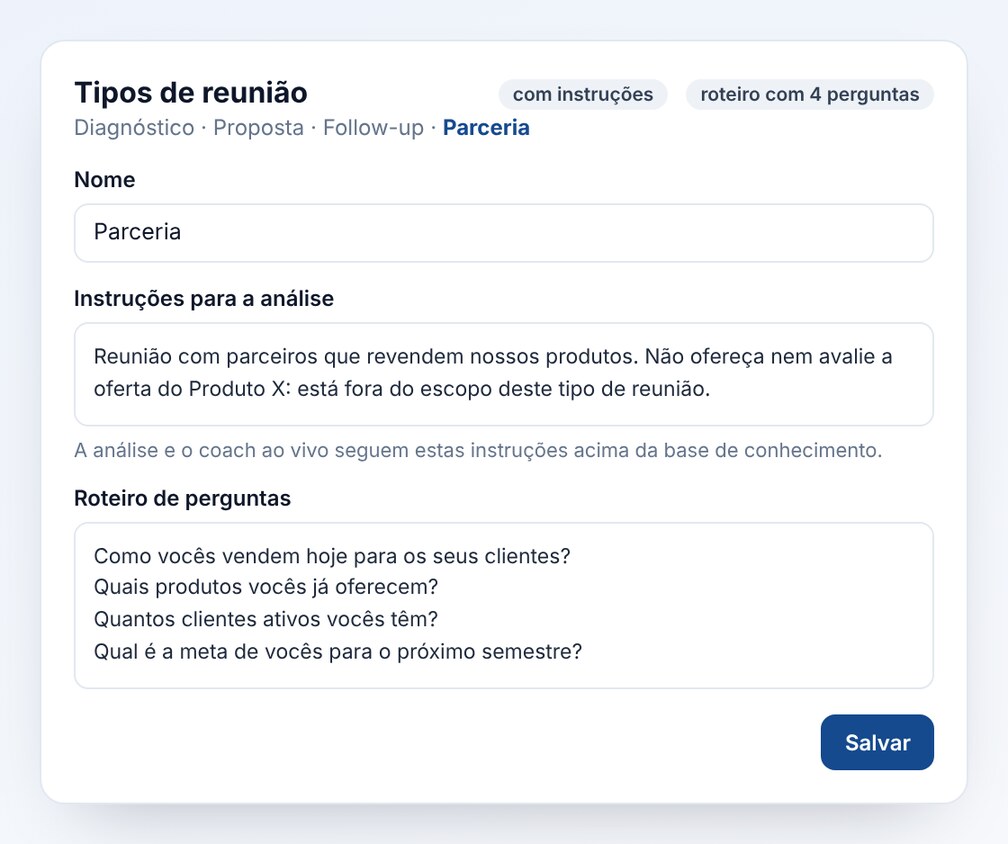 Tipos de reunião
com instruções
roteiro com 4 perguntas
Diagnóstico · Proposta · Follow-up · Parceria
Nome
Parceria
Instruções para a análise
Reunião com parceiros que revendem nossos produtos. Não ofereça nem avalie a
oferta do Produto X: está fora do escopo deste tipo de reunião.
A análise e o coach ao vivo seguem estas instruções acima da base de conhecimento.
Roteiro de perguntas
Como vocês vendem hoje para os seus clientes?
Quais produtos vocês já oferecem?
Quantos clientes ativos vocês têm?
Qual é a meta de vocês para o próximo semestre?
Salvar